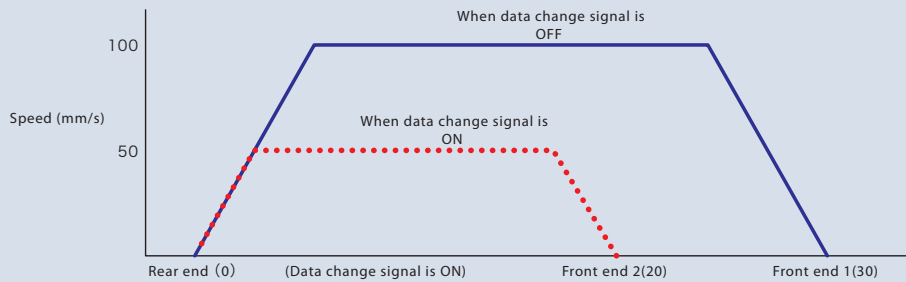 When data change signal is
OFF
100
Speed (mm/s)
When data change signal is
ON
50
Rear end（0） (Data change signal is ON) Front end 2(20) Front end 1(30)